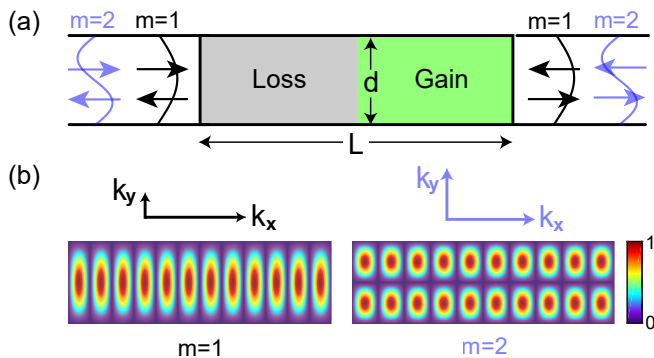 (a)
m=2 m=1 m=1 m=2
Loss d Gain
L
(b)
ky kx ky kx
1
0
m=1 m=2